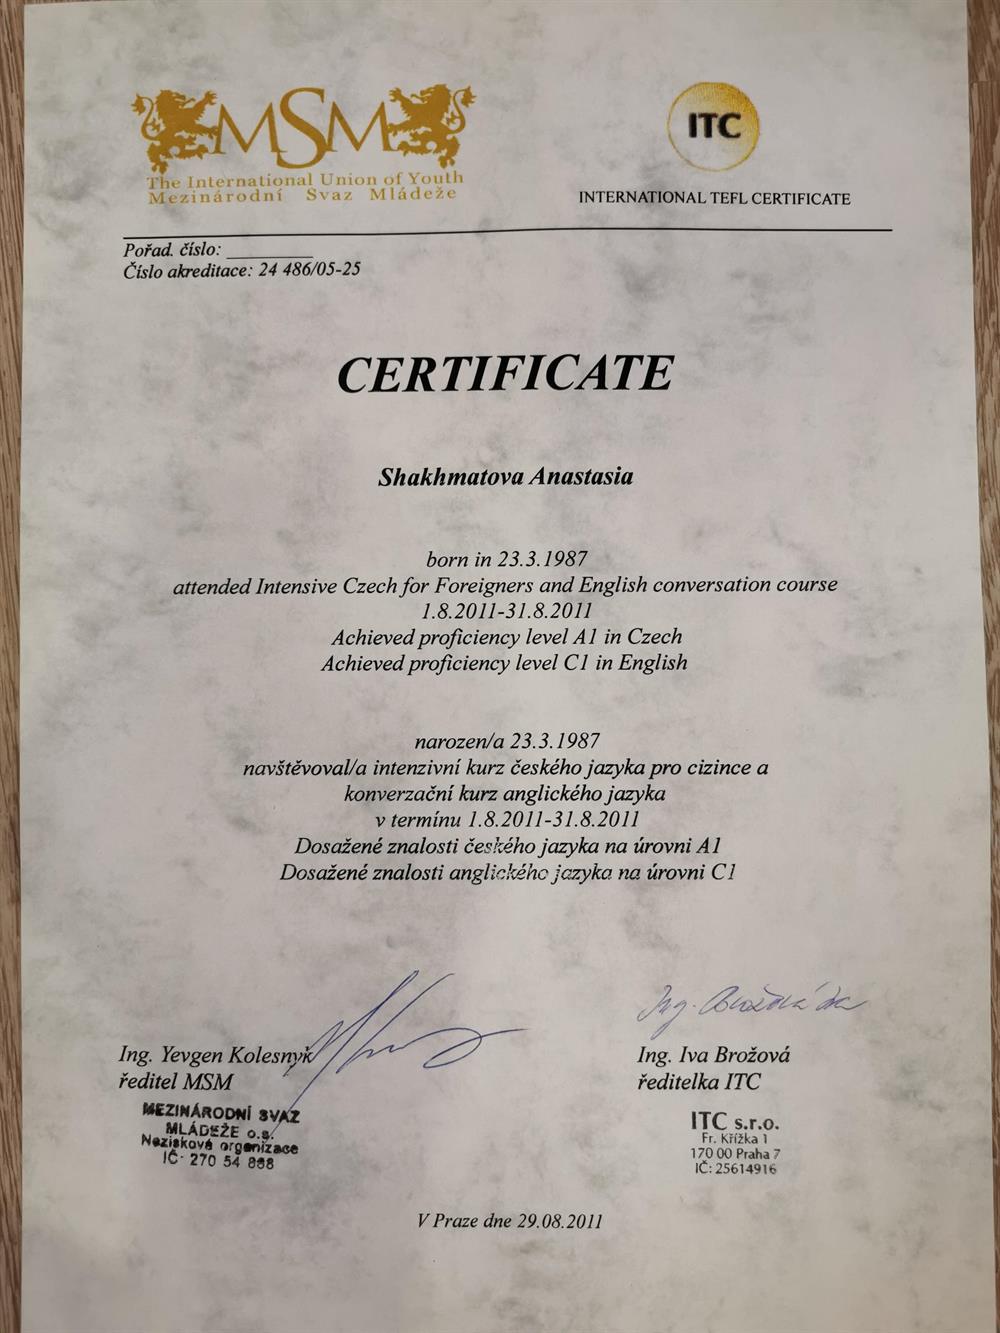 MSM
The International Union of Youth
Mezinárodní Svaz Mládeže
ITC
INTERNATIONAL TEFL CERTIFICATE
Pořad. číslo: ________
Číslo akreditace: 24 486/05-25
CERTIFICATE
Shakhmatova Anastasia
born in 23.3.1987
attended Intensive Czech for Foreigners and English conversation course
1.8.2011-31.8.2011
Achieved proficiency level A1 in Czech
Achieved proficiency level C1 in English
narozen/a 23.3.1987
navštěvoval/a intenzivní kurz českého jazyka pro cizince a
konverzační kurz anglického jazyka
v termínu 1.8.2011-31.8.2011
Dosažené znalosti českého jazyka na úrovni A1
Dosažené znalosti anglického jazyka na úrovni C1
Ing. Yevgen Kolesnyk
ředitel MSM
MEZINÁRODNÍ SVAZ
MLÁDEŽE o.s.
Nezisková organizace
IČ: 270 54 868
Ing. Brožová Iva
Ing. Iva Brožová
ředitelka ITC
ITC s.r.o.
Fr. Křížka 1
170 00 Praha 7
IČ: 25614916
V Praze dne 29.08.2011